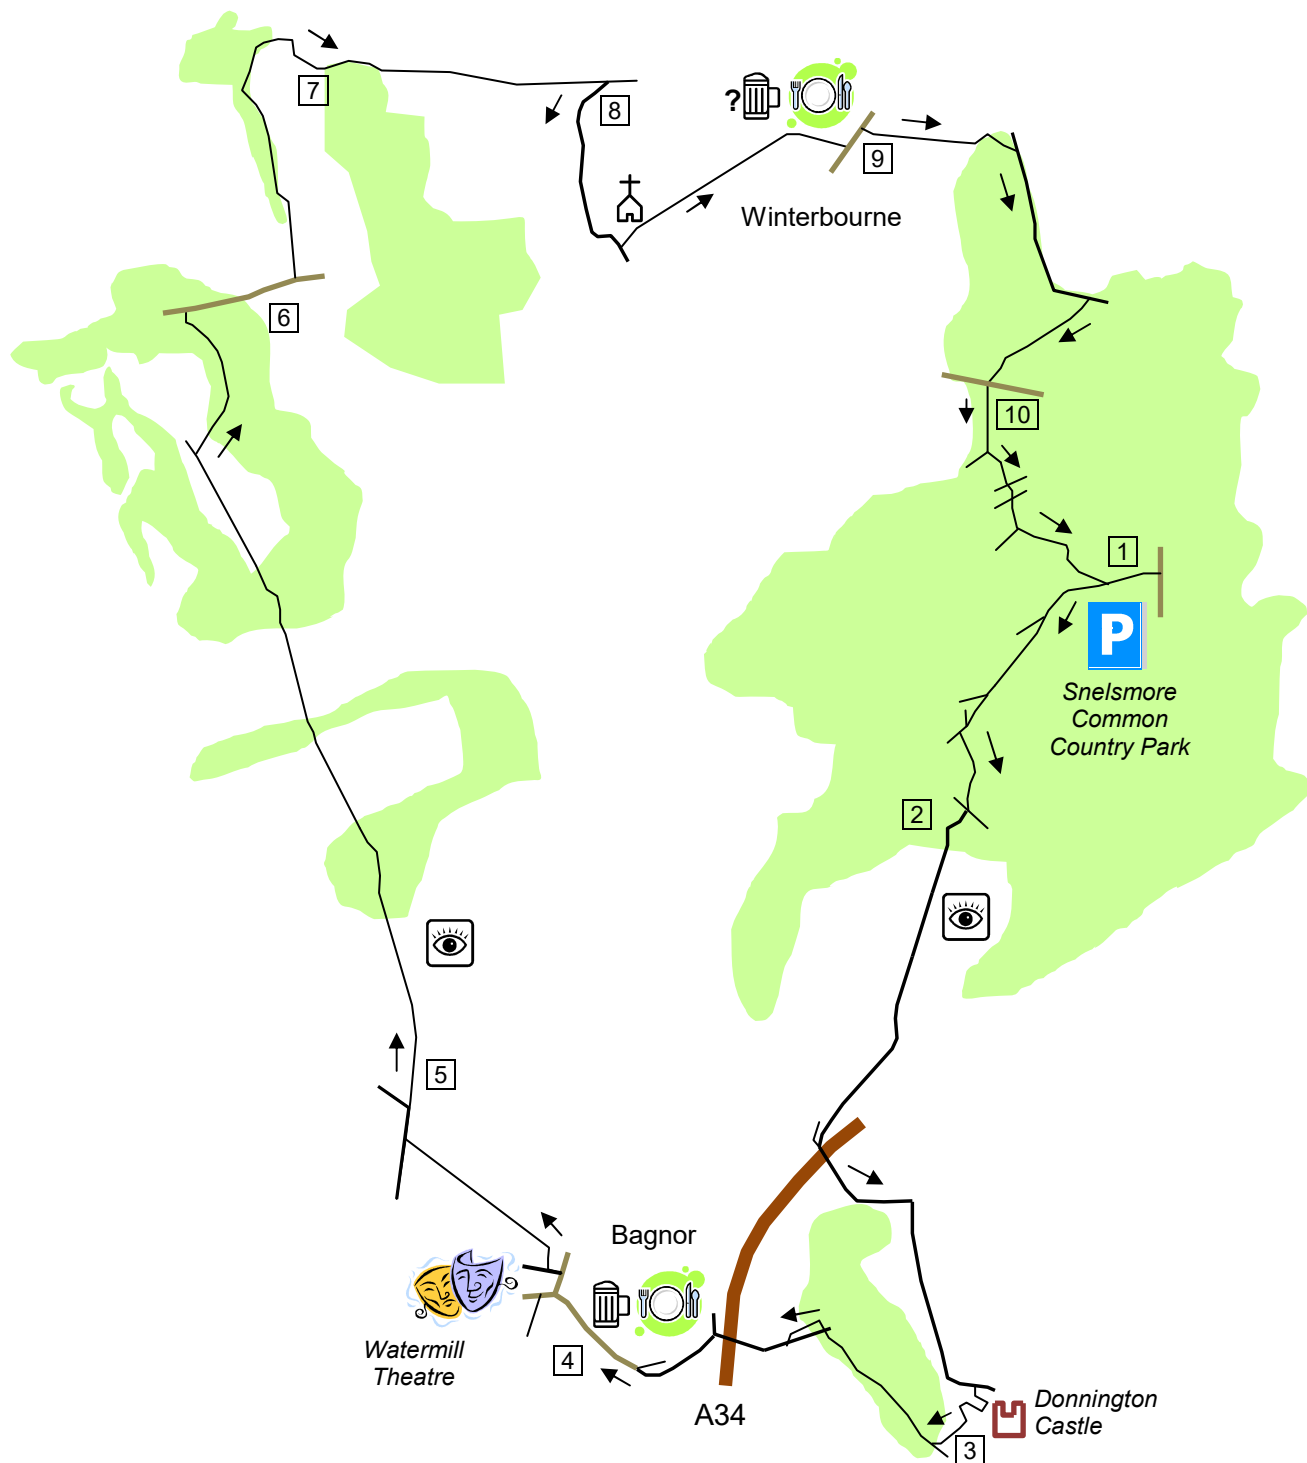 7
8
?
9
Winterbourne
6
10
1
P
Snelsmore
Common
Country Park
2
5
Bagnor
Watermill
Theatre
4
A34
Donnington
Castle
3